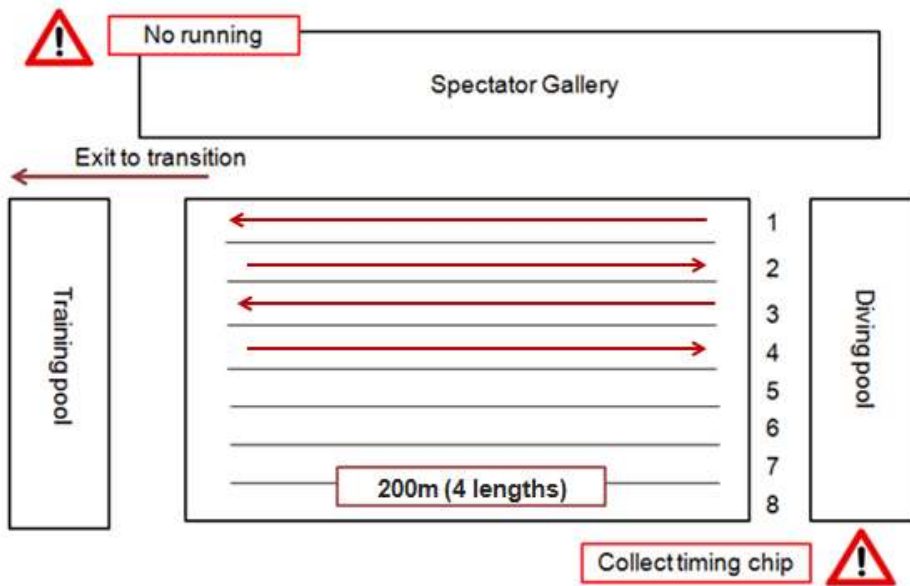 No running
Spectator Gallery
Exit to transition
Training pool
1
2
3
4
5
6
7
8
Diving pool
200m (4 lengths)
Collect timing chip